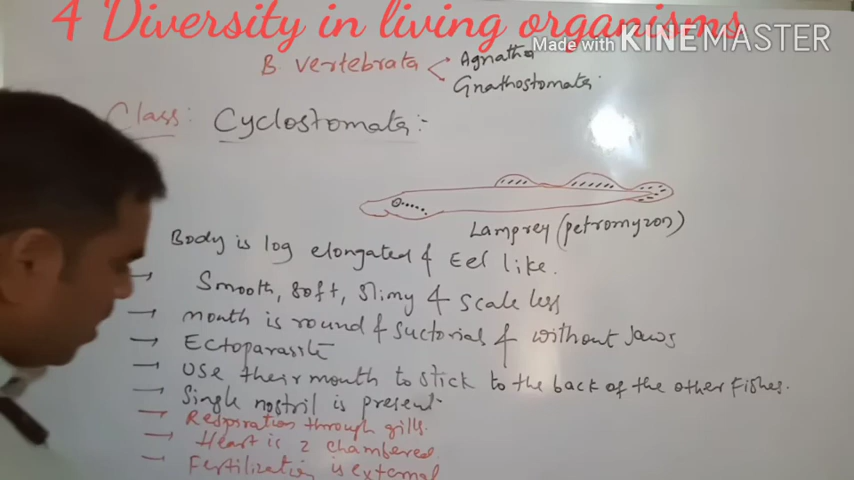 4 Diversity in living organisms
Made with KINEMASTER
B. Vertebrata < Agnatha
Gnathostomata.
Class: Cyclostomata:-
Lamprey (petromyzon)
Body is log elongated & Eel like.
→ Smooth, soft, slimy & scale less
→ mouth is round & suctorial & without Jaws
→ Ectoparasite
→ Use their mouth to stick to the back of the other fishes.
→ Single nostril is present.
→ Respiration through gills.
→ Heart is 2 chambered
→ Fertilization is external